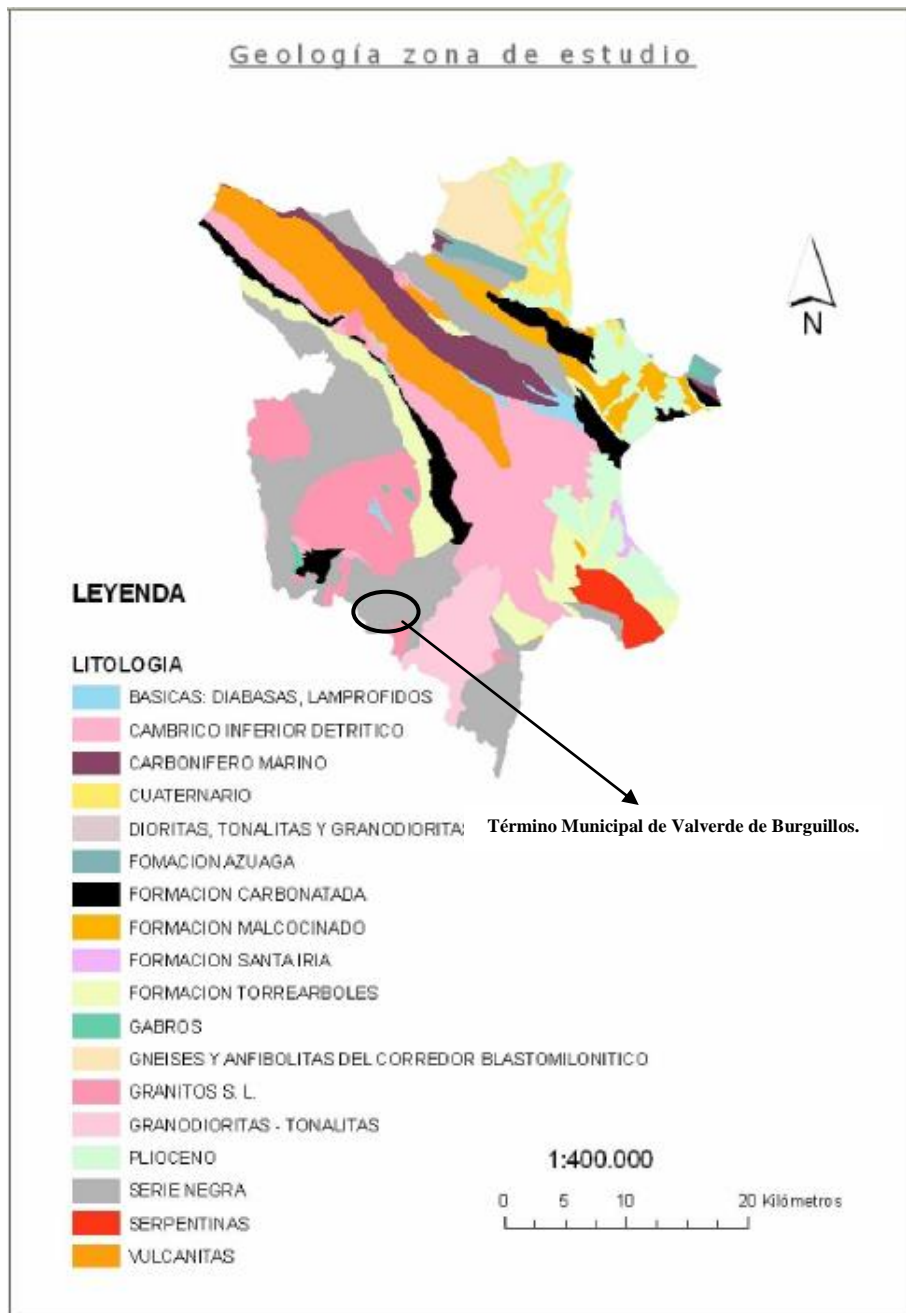 Geología zona de estudio
N
LEYENDA
LITOLOGIA
BASICAS: DIABASAS, LAMPROFIDOS
CAMBRICO INFERIOR DETRITICO
CARBONIFERO MARINO
CUATERNARIO
DIORITAS, TONALITAS Y GRANODIORITAS
Término Municipal de Valverde de Burguillos.
FOMACION AZUAGA
FORMACION CARBONATADA
FORMACION MALCOCINADO
FORMACION SANTA IRIA
FORMACION TORREARBOLES
GABROS
GNEISES Y ANFIBOLITAS DEL CORREDOR BLASTOMILONITICO
GRANITOS S. L.
GRANODIORITAS - TONALITAS
PLIOCENO
SERIE NEGRA
SERPENTINAS
VULCANITAS
1:400.000
0 5 10 20 Kilómetros